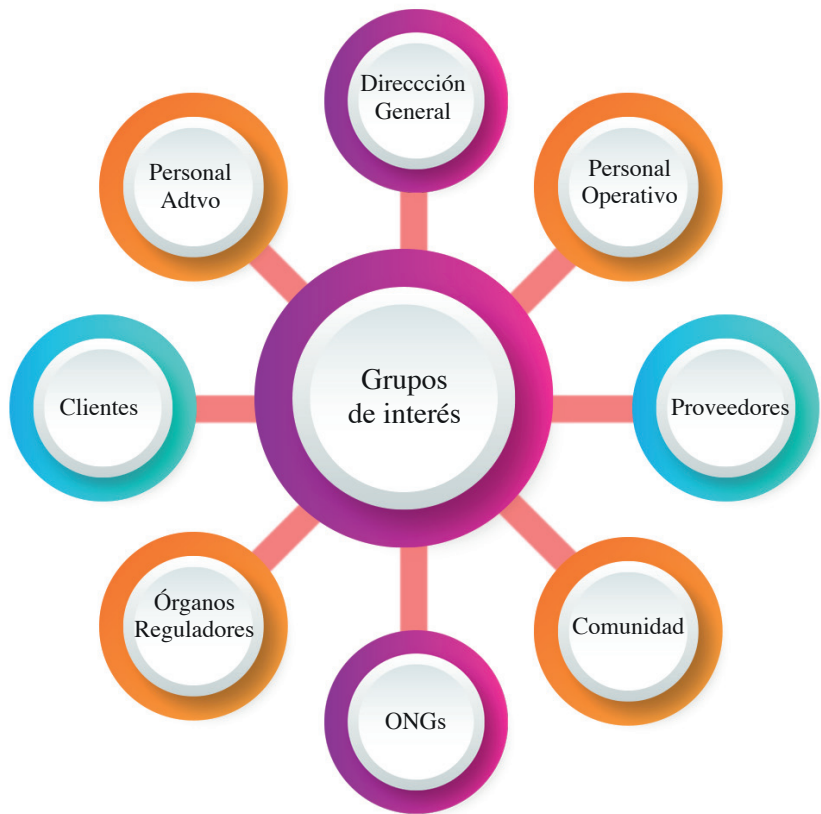 Direccción
General
Personal
Adtvo
Personal
Operativo
Clientes
Grupos
de interés
Proveedores
Órganos
Reguladores
Comunidad
ONGs